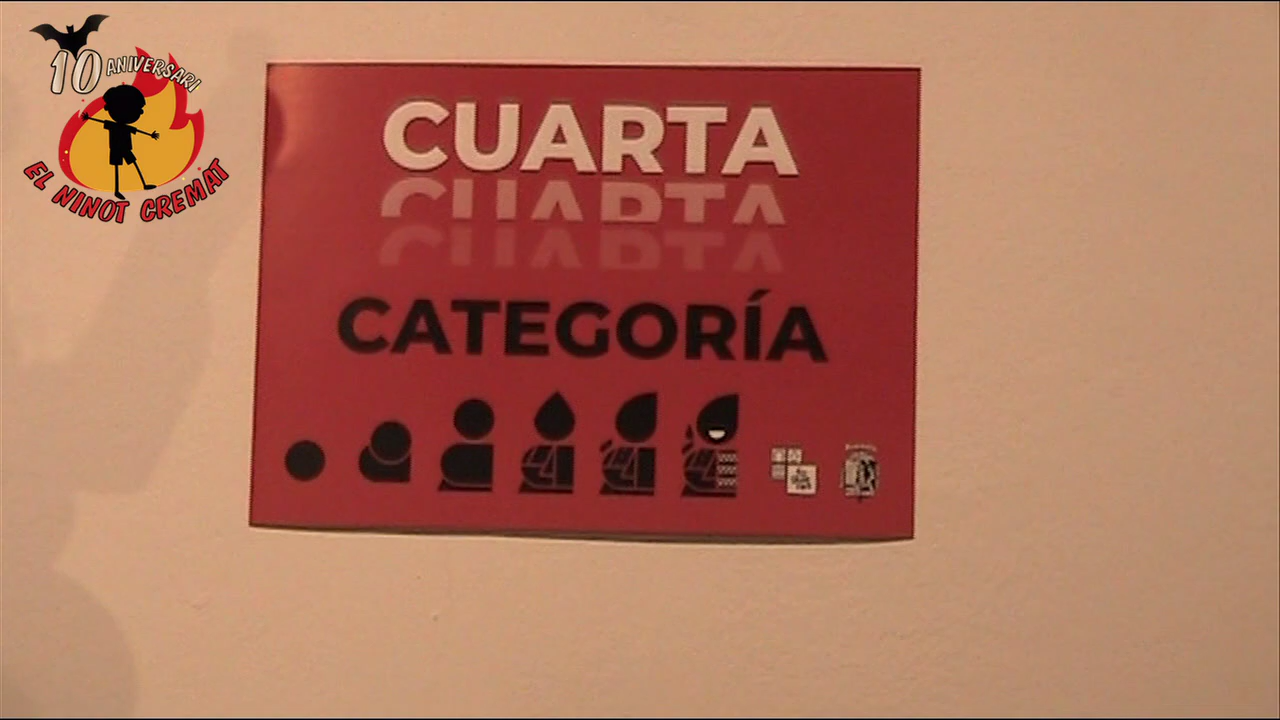 10 ANIVERSARI
EL NINOT CREMAT
CUARTA
CUARTA
CUARTA
CATEGORÍA